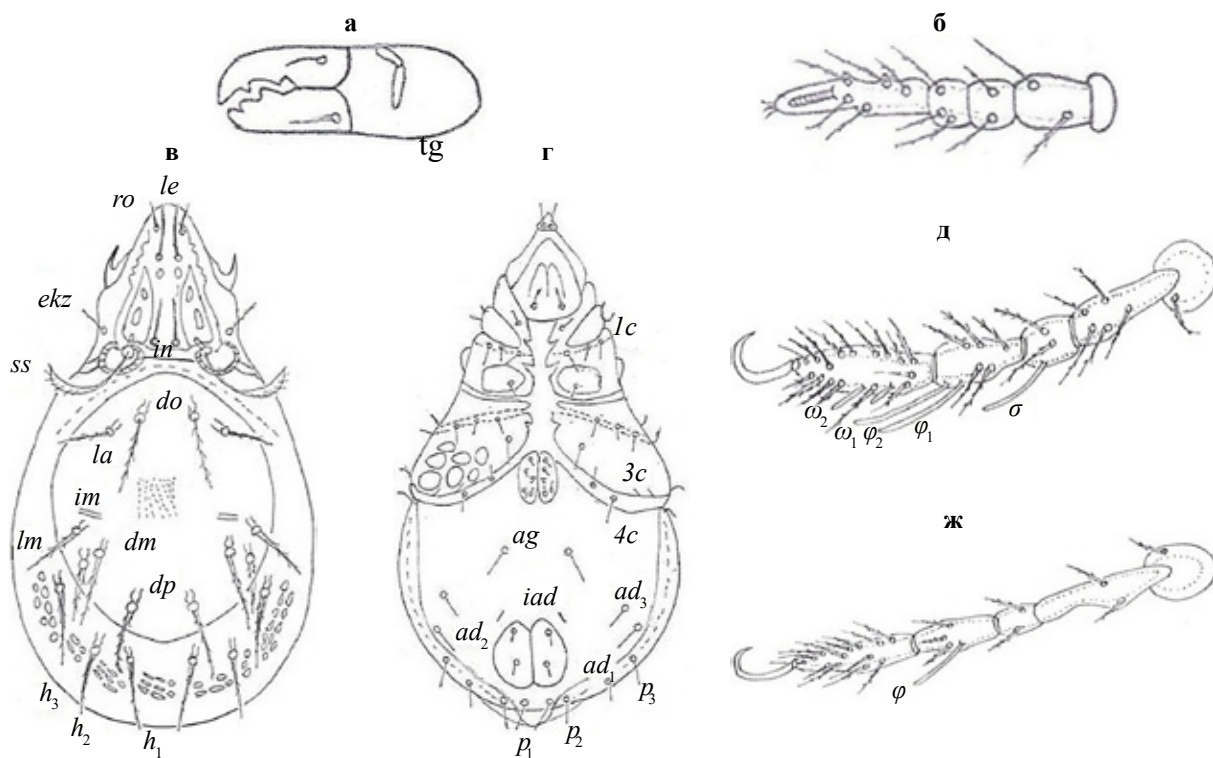 а
б
tg
в
г
ro
le
ekz
in
ss
do
la
im
lm
dm
dp
h3
h2
h1
1c
3c
4c
ag
iad
ad3
ad2
ad1
p3
p2
p1
д
ω2
ω1
φ2
φ1
σ
ж
φ